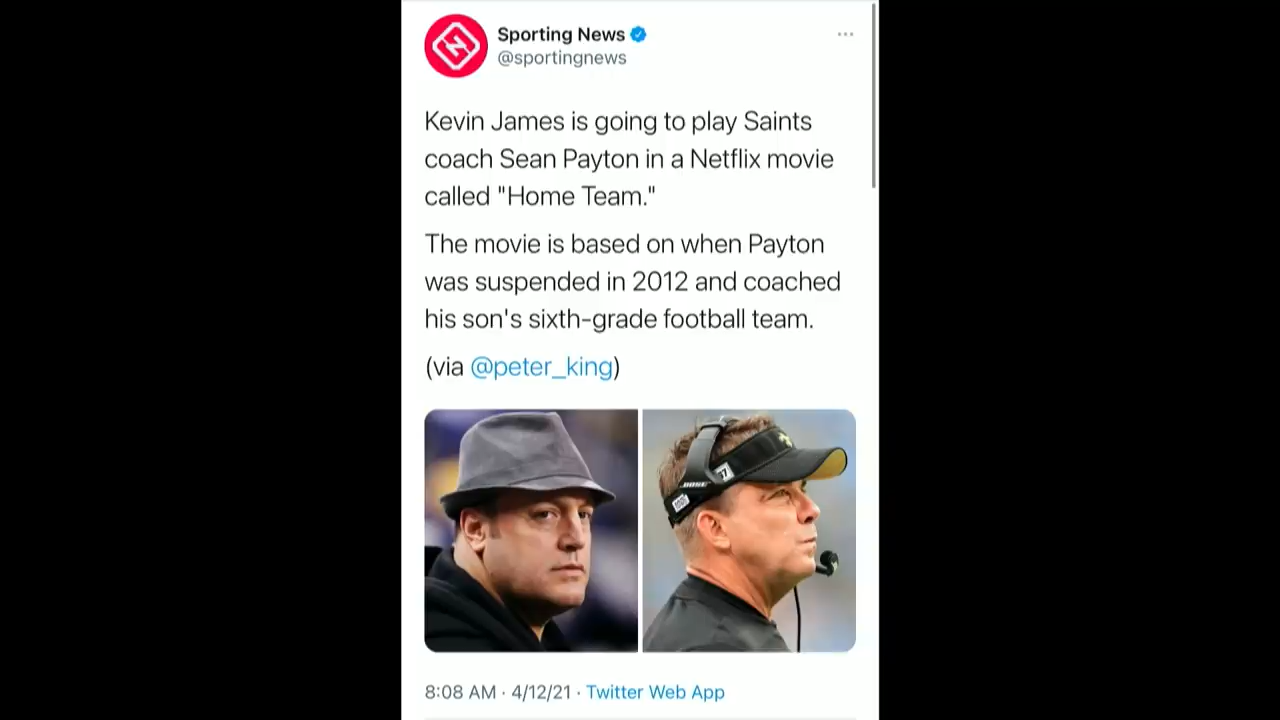 Sporting News
@sportingnews
Kevin James is going to play Saints
coach Sean Payton in a Netflix movie
called "Home Team."
The movie is based on when Payton
was suspended in 2012 and coached
his son's sixth-grade football team.
(via @peter_king)
BOSE
17
8:08 AM · 4/12/21 · Twitter Web App